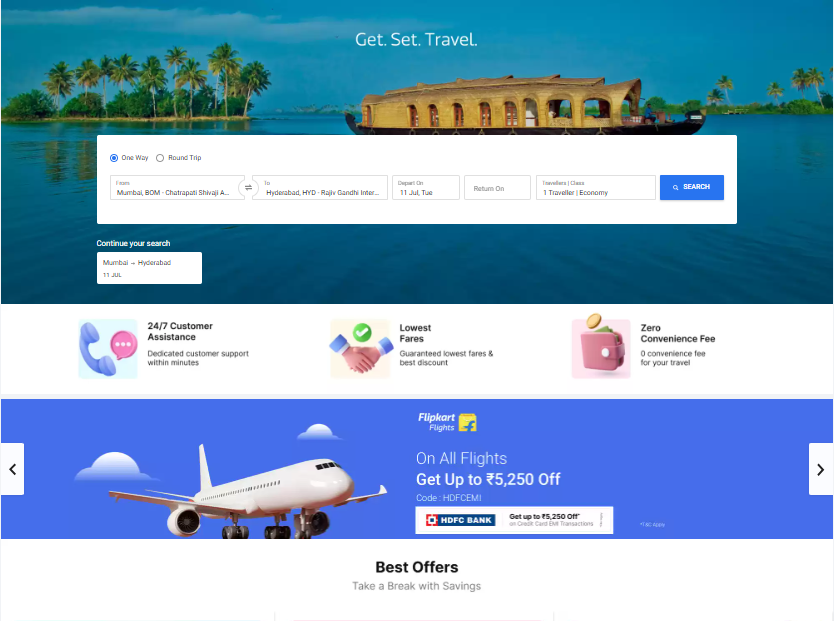 Get. Set. Travel.
One Way
Round Trip
From
To
Depart On
Travellers | Class
Mumbai, BOM - Chatrapati Shivaji A...
Hyderabad, HYD - Rajiv Gandhi Inter...
11 Jul, Tue
Return On
1 Traveller | Economy
SEARCH
Continue your search
Mumbai → Hyderabad
11 JUL
24/7 Customer
Assistance
Dedicated customer support
within minutes
Lowest
Fares
Guaranteed lowest fares &
best discount
Zero
Convenience Fee
0 convenience fee
for your travel
Flipkart
Flights
On All Flights
Get Up to ₹5,250 Off
Code : HDFCEMI
HDFC BANK
Get up to ₹5,250 Off*
on Credit Card EMI Transactions
*T&C Apply
Best Offers
Take a Break with Savings